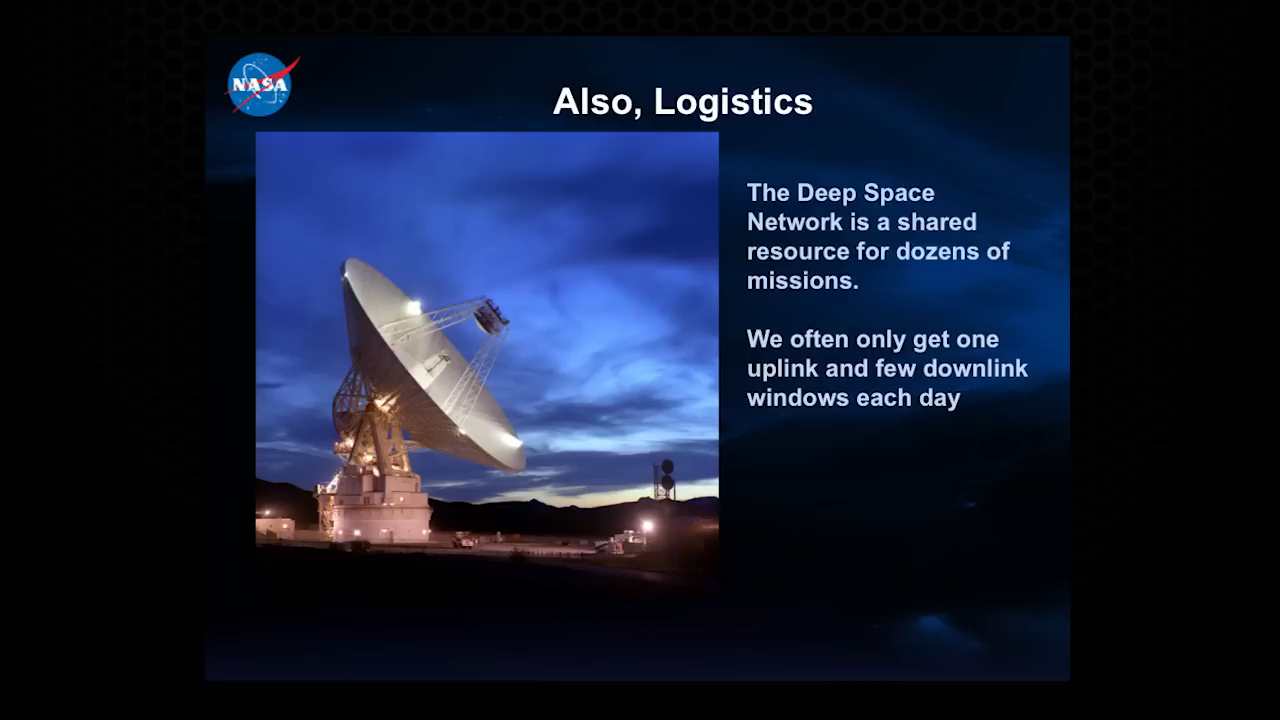 NASA
Also, Logistics
The Deep Space
Network is a shared
resource for dozens of
missions.
We often only get one
uplink and few downlink
windows each day